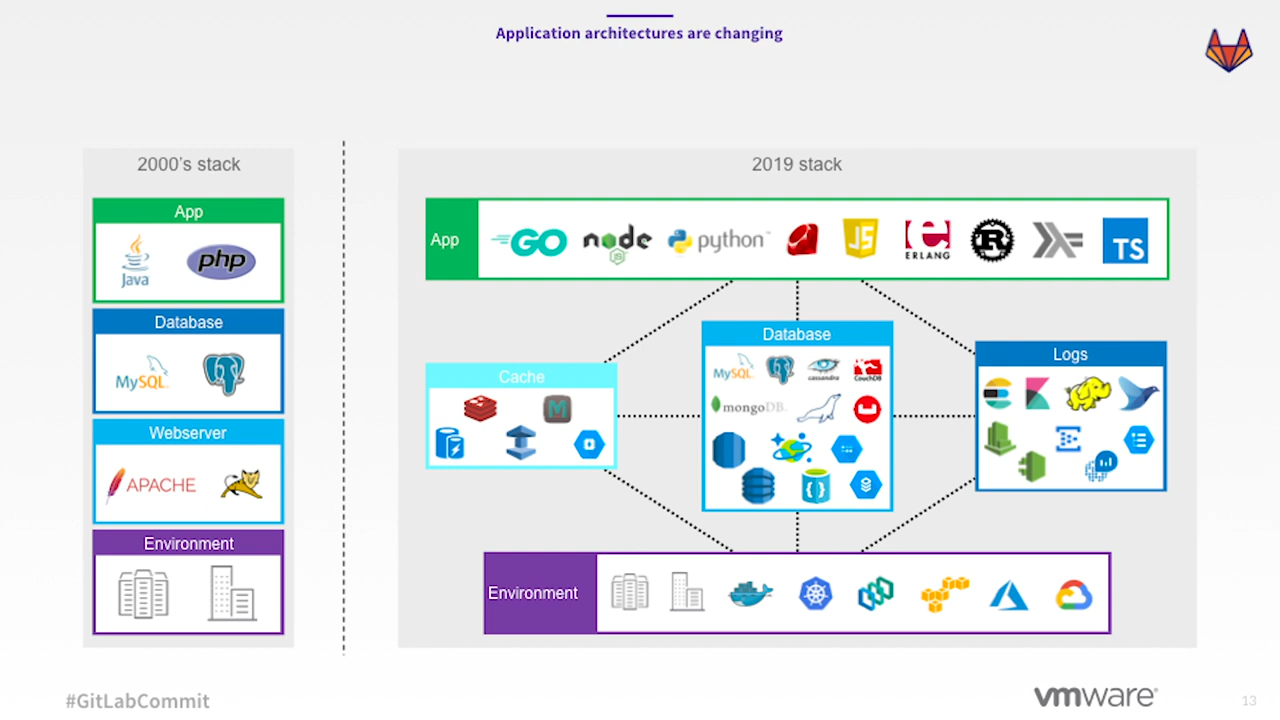 Application architectures are changing
2000's stack
App
Java
php
Database
MySQL
Webserver
APACHE
Environment
2019 stack
App
GO
node
JS
python
JS
e
ERLANG
R
TS
Cache
M
Database
MySQL
cassandra
CouchDB
mongoDB
Logs
Environment
#GitLabCommit
vmware
13